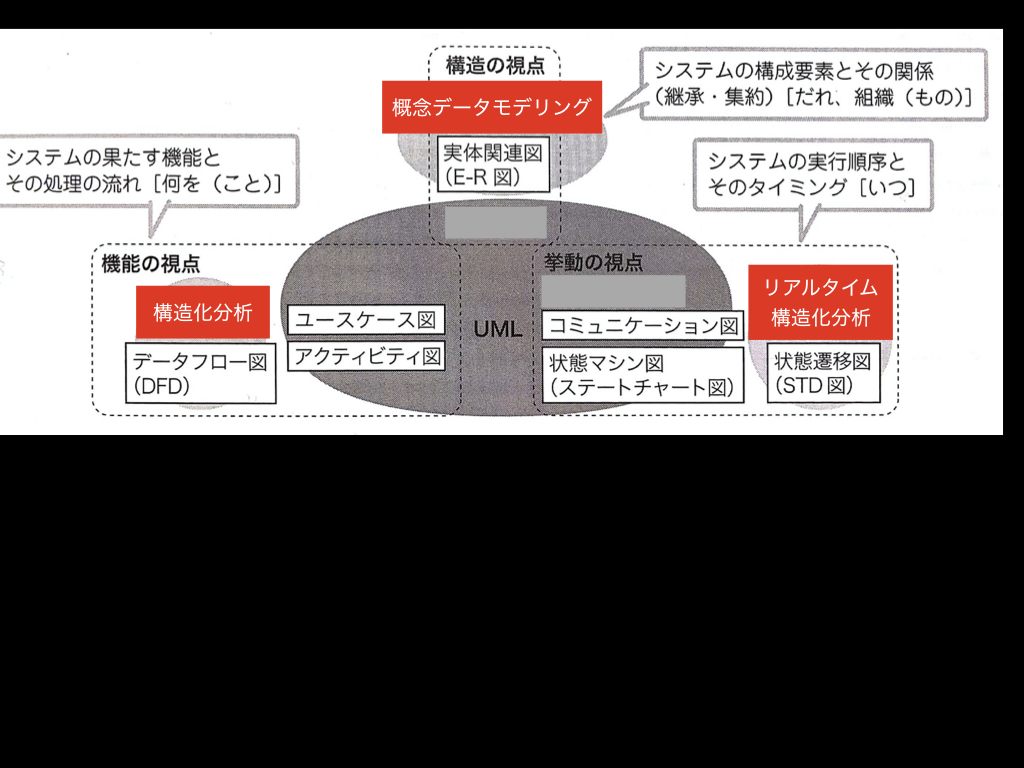 構造の視点
概念データモデリング
実体関連図
(E-R 図)
システムの構成要素とその関係
(継承・集約)[だれ、組織(もの)]
システムの果たす機能と
その処理の流れ[何を(こと)]
システムの実行順序と
そのタイミング[いつ]
機能の視点
構造化分析
データフロー図
(DFD)
ユースケース図
アクティビティ図
UML
挙動の視点
コミュニケーション図
状態マシン図
(ステートチャート図)
リアルタイム
構造化分析
状態遷移図
(STD 図)